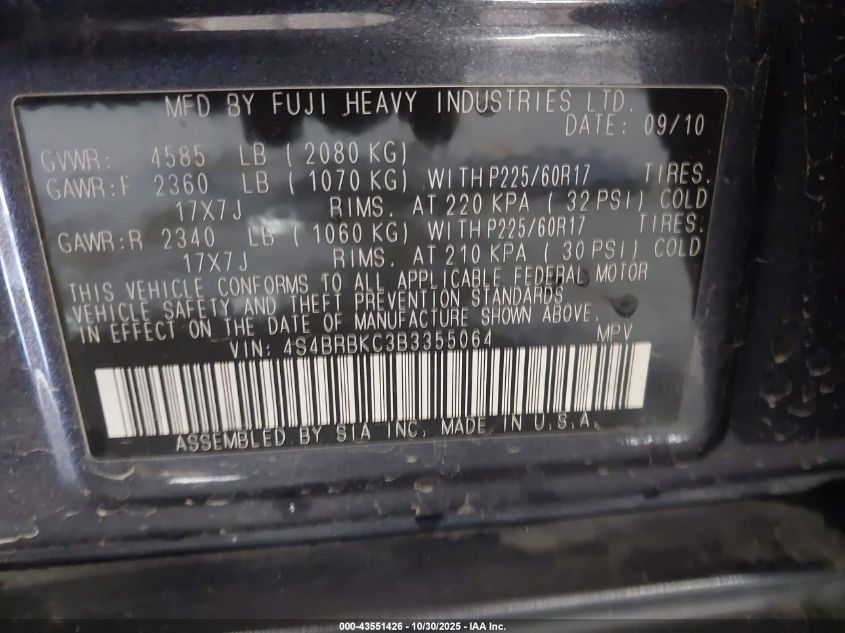 MFD BY FUJI HEAVY INDUSTRIES LTD.
DATE: 09/10
GVWR: 4585 LB ( 2080 KG)
GAWR:F 2360 LB ( 1070 KG) WITH P225/60R17 TIRES.
17X7J RIMS. AT 220 KPA ( 32 PSI) COLD
GAWR:R 2340 LB ( 1060 KG) WITH P225/60R17 TIRES.
17X7J RIMS. AT 210 KPA ( 30 PSI) COLD
THIS VEHICLE CONFORMS TO ALL APPLICABLE FEDERAL MOTOR
VEHICLE SAFETY AND THEFT PREVENTION STANDARDS
IN EFFECT ON THE DATE OF MANUFACTURE SHOWN ABOVE.
VIN: 4S4BRBKC3B3355064 MPV
ASSEMBLED BY SIA INC, MADE IN U.S.A.
000-43551426 - 10/30/2025 - IAA Inc.